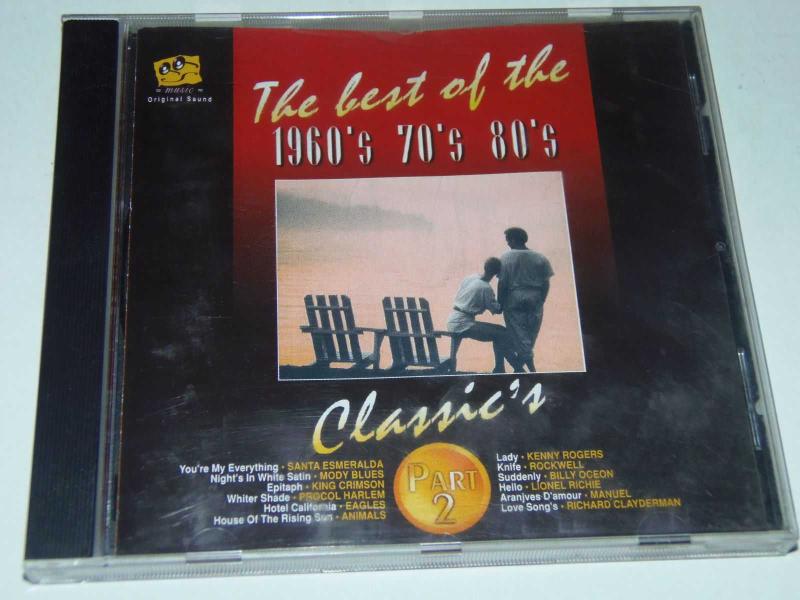 = music =
Original Saund
The best of the
1960's 70's 80's
Classic's
PART
2
You're My Everything • SANTA ESMERALDA
Night's In White Satin • MODY BLUES
Epitaph • KING CRIMSON
Whiter Shade • PROCOL HARLEM
Hotel California • EAGLES
House Of The Rising Sun • ANIMALS
Lady • KENNY ROGERS
Knife • ROCKWELL
Suddenly • BILLY OCEON
Hello • LIONEL RICHIE
Aranjves D'amour • MANUEL
Love Song's • RICHARD CLAYDERMAN